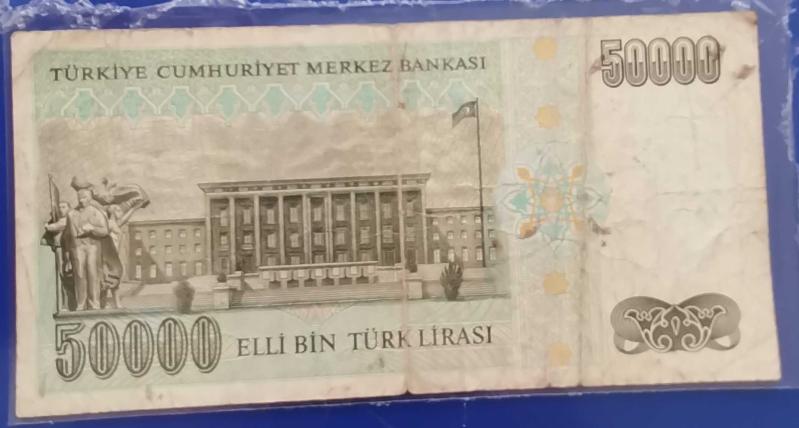 TÜRKİYE CUMHURİYET MERKEZ BANKASI
50000
50000
ELLİ BİN TÜRK LİRASI